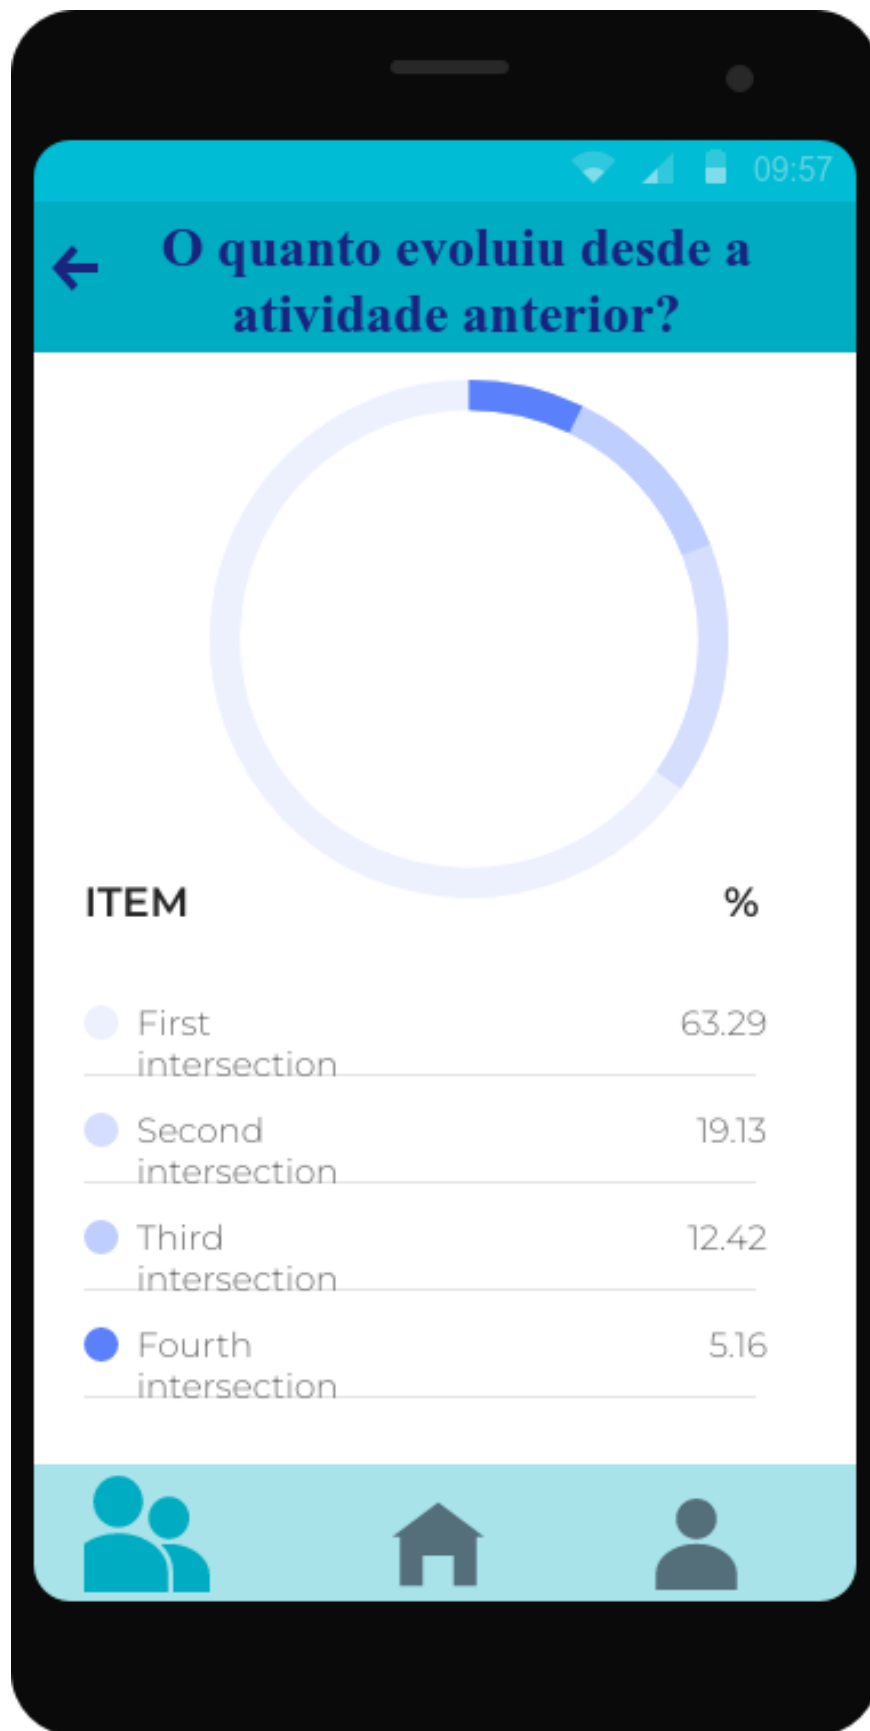 09:57
O quanto evoluiu desde a
atividade anterior?
ITEM %
First 63.29
intersection
Second 19.13
intersection
Third 12.42
intersection
Fourth 5.16
intersection